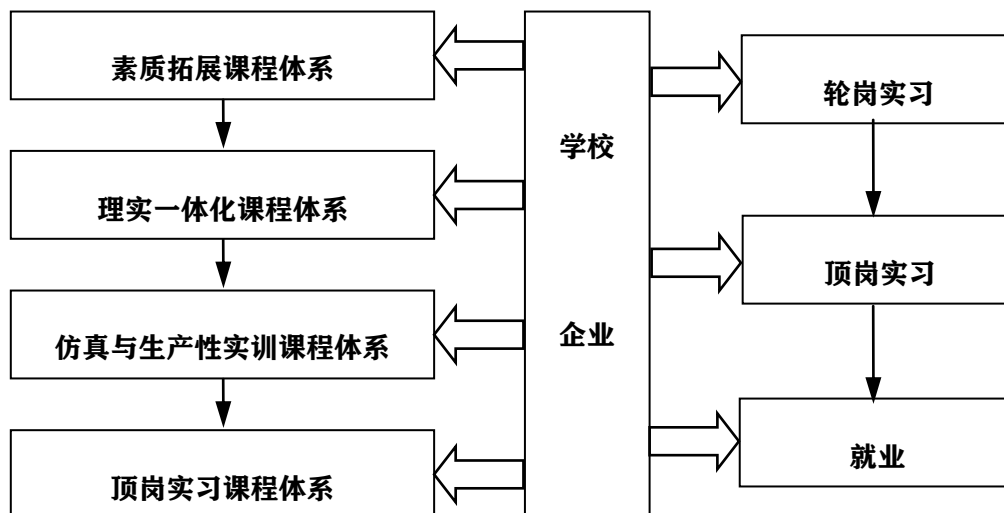 素质拓展课程体系
理实一体化课程体系
仿真与生产性实训课程体系
顶岗实习课程体系
学校
企业
轮岗实习
顶岗实习
就业